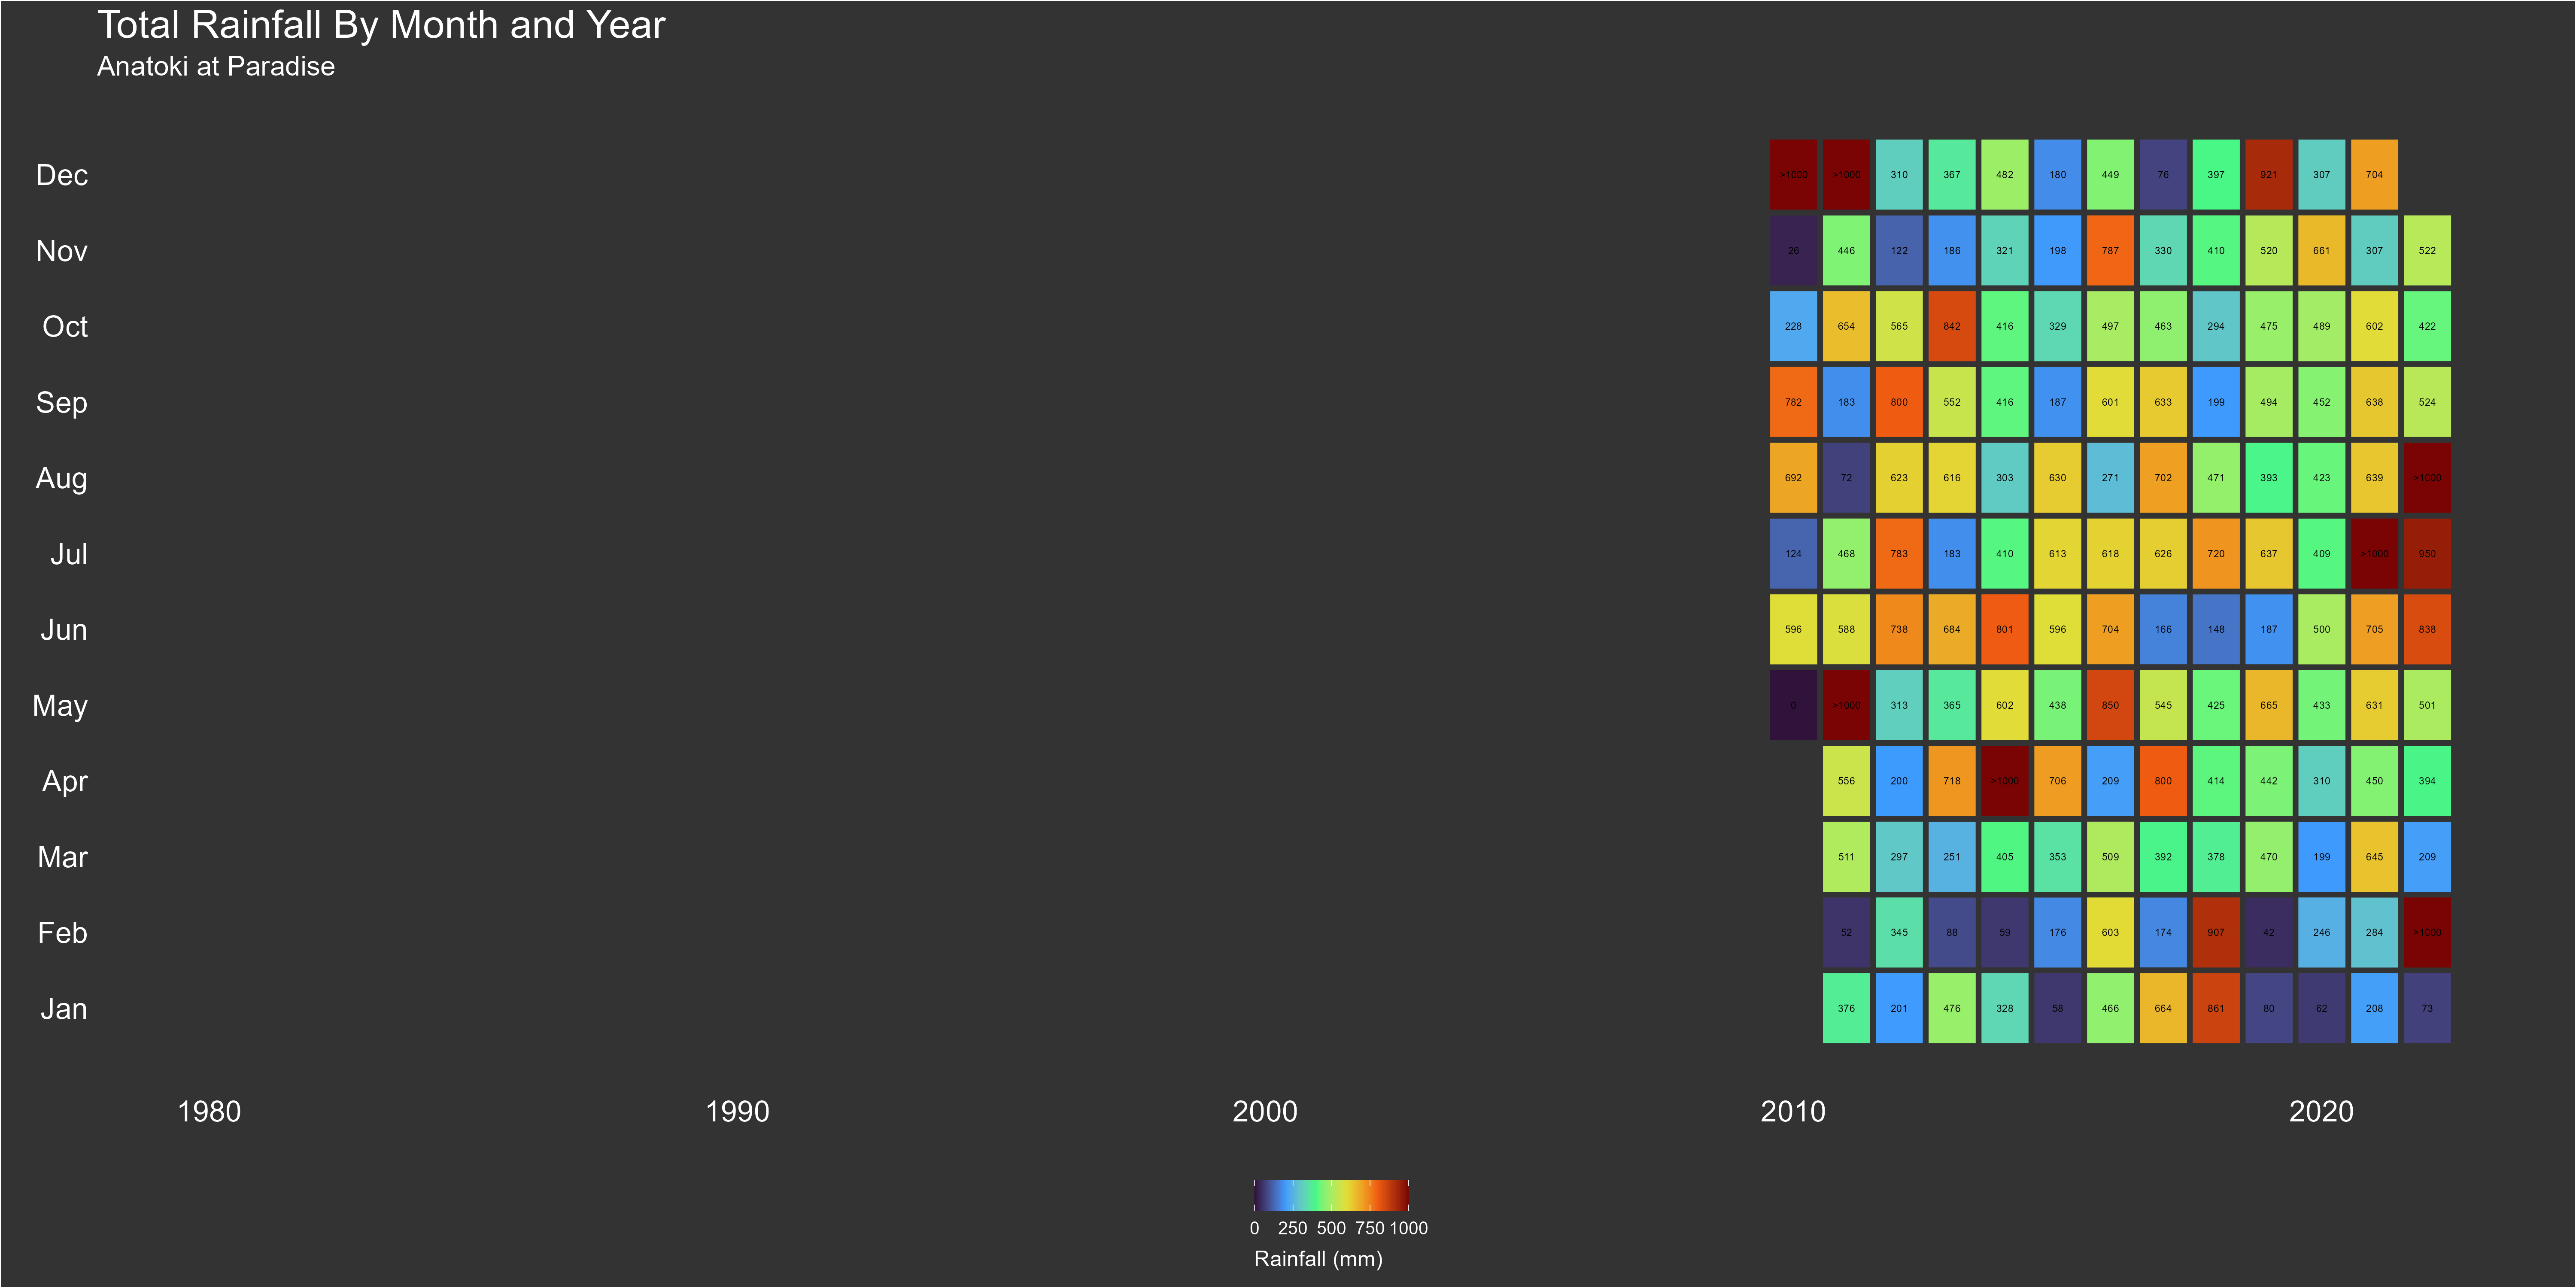 Total Rainfall By Month and Year
Anatoki at Paradise
Dec >1000 >1000 310 367 482 180 449 76 397 921 307 704
Nov 26 446 122 186 321 198 787 330 410 520 661 307 522
Oct 228 654 565 842 416 329 497 463 294 475 489 602 422
Sep 782 183 800 552 416 187 601 633 199 494 452 638 524
Aug 692 72 623 616 303 630 271 702 471 393 423 639 >1000
Jul 124 468 783 183 410 613 618 626 720 637 409 >1000 950
Jun 596 588 738 684 801 596 704 166 148 187 500 705 838
May 0 >1000 313 365 602 438 850 545 425 665 433 631 501
Apr 556 200 718 >1000 706 209 800 414 442 310 450 394
Mar 511 297 251 405 353 509 392 378 470 199 645 209
Feb 52 345 88 59 176 603 174 907 42 246 284 >1000
Jan 376 201 476 328 58 466 664 861 80 62 208 73
1980 1990 2000 2010 2020
0 250 500 750 1000
Rainfall (mm)